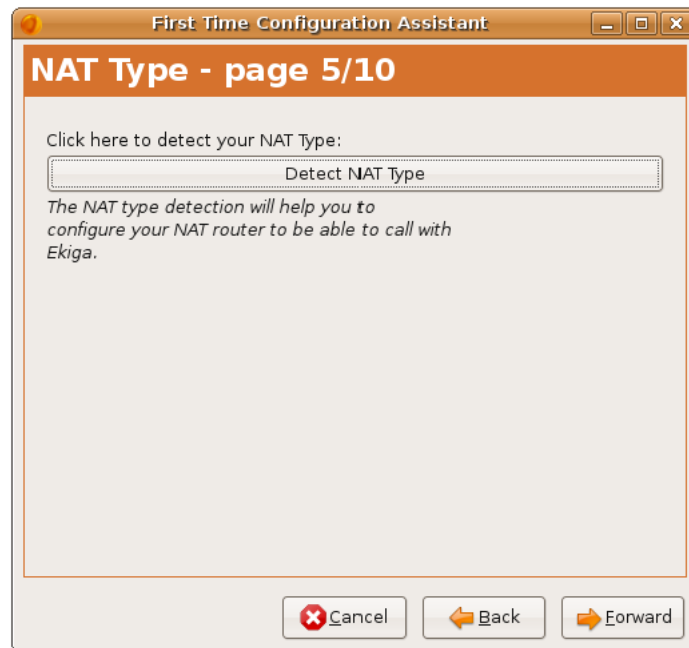 First Time Configuration Assistant
NAT Type - page 5/10
Click here to detect your NAT Type:
Detect NAT Type
The NAT type detection will help you to
configure your NAT router to be able to call with
Ekiga.
Cancel
Back
Forward